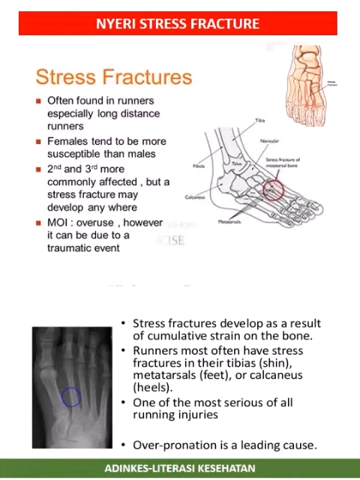 NYERI STRESS FRACTURE
Stress Fractures
Often found in runners
especially long distance
runners
Females tend to be more
susceptible than males
2nd and 3rd more
commonly affected, but a
stress fracture may
develop any where
MOI : overuse , however
it can be due to a
traumatic event
Tibia
Navicular
Stress fracture of
metatarsal bone
Fibula
Talus
Calcaneus
Metatarsals
• Stress fractures develop as a result
of cumulative strain on the bone.
• Runners most often have stress
fractures in their tibias (shin),
metatarsals (feet), or calcaneus
(heels).
• One of the most serious of all
running injuries
• Over-pronation is a leading cause.
ADINKES-LITERASI KESEHATAN